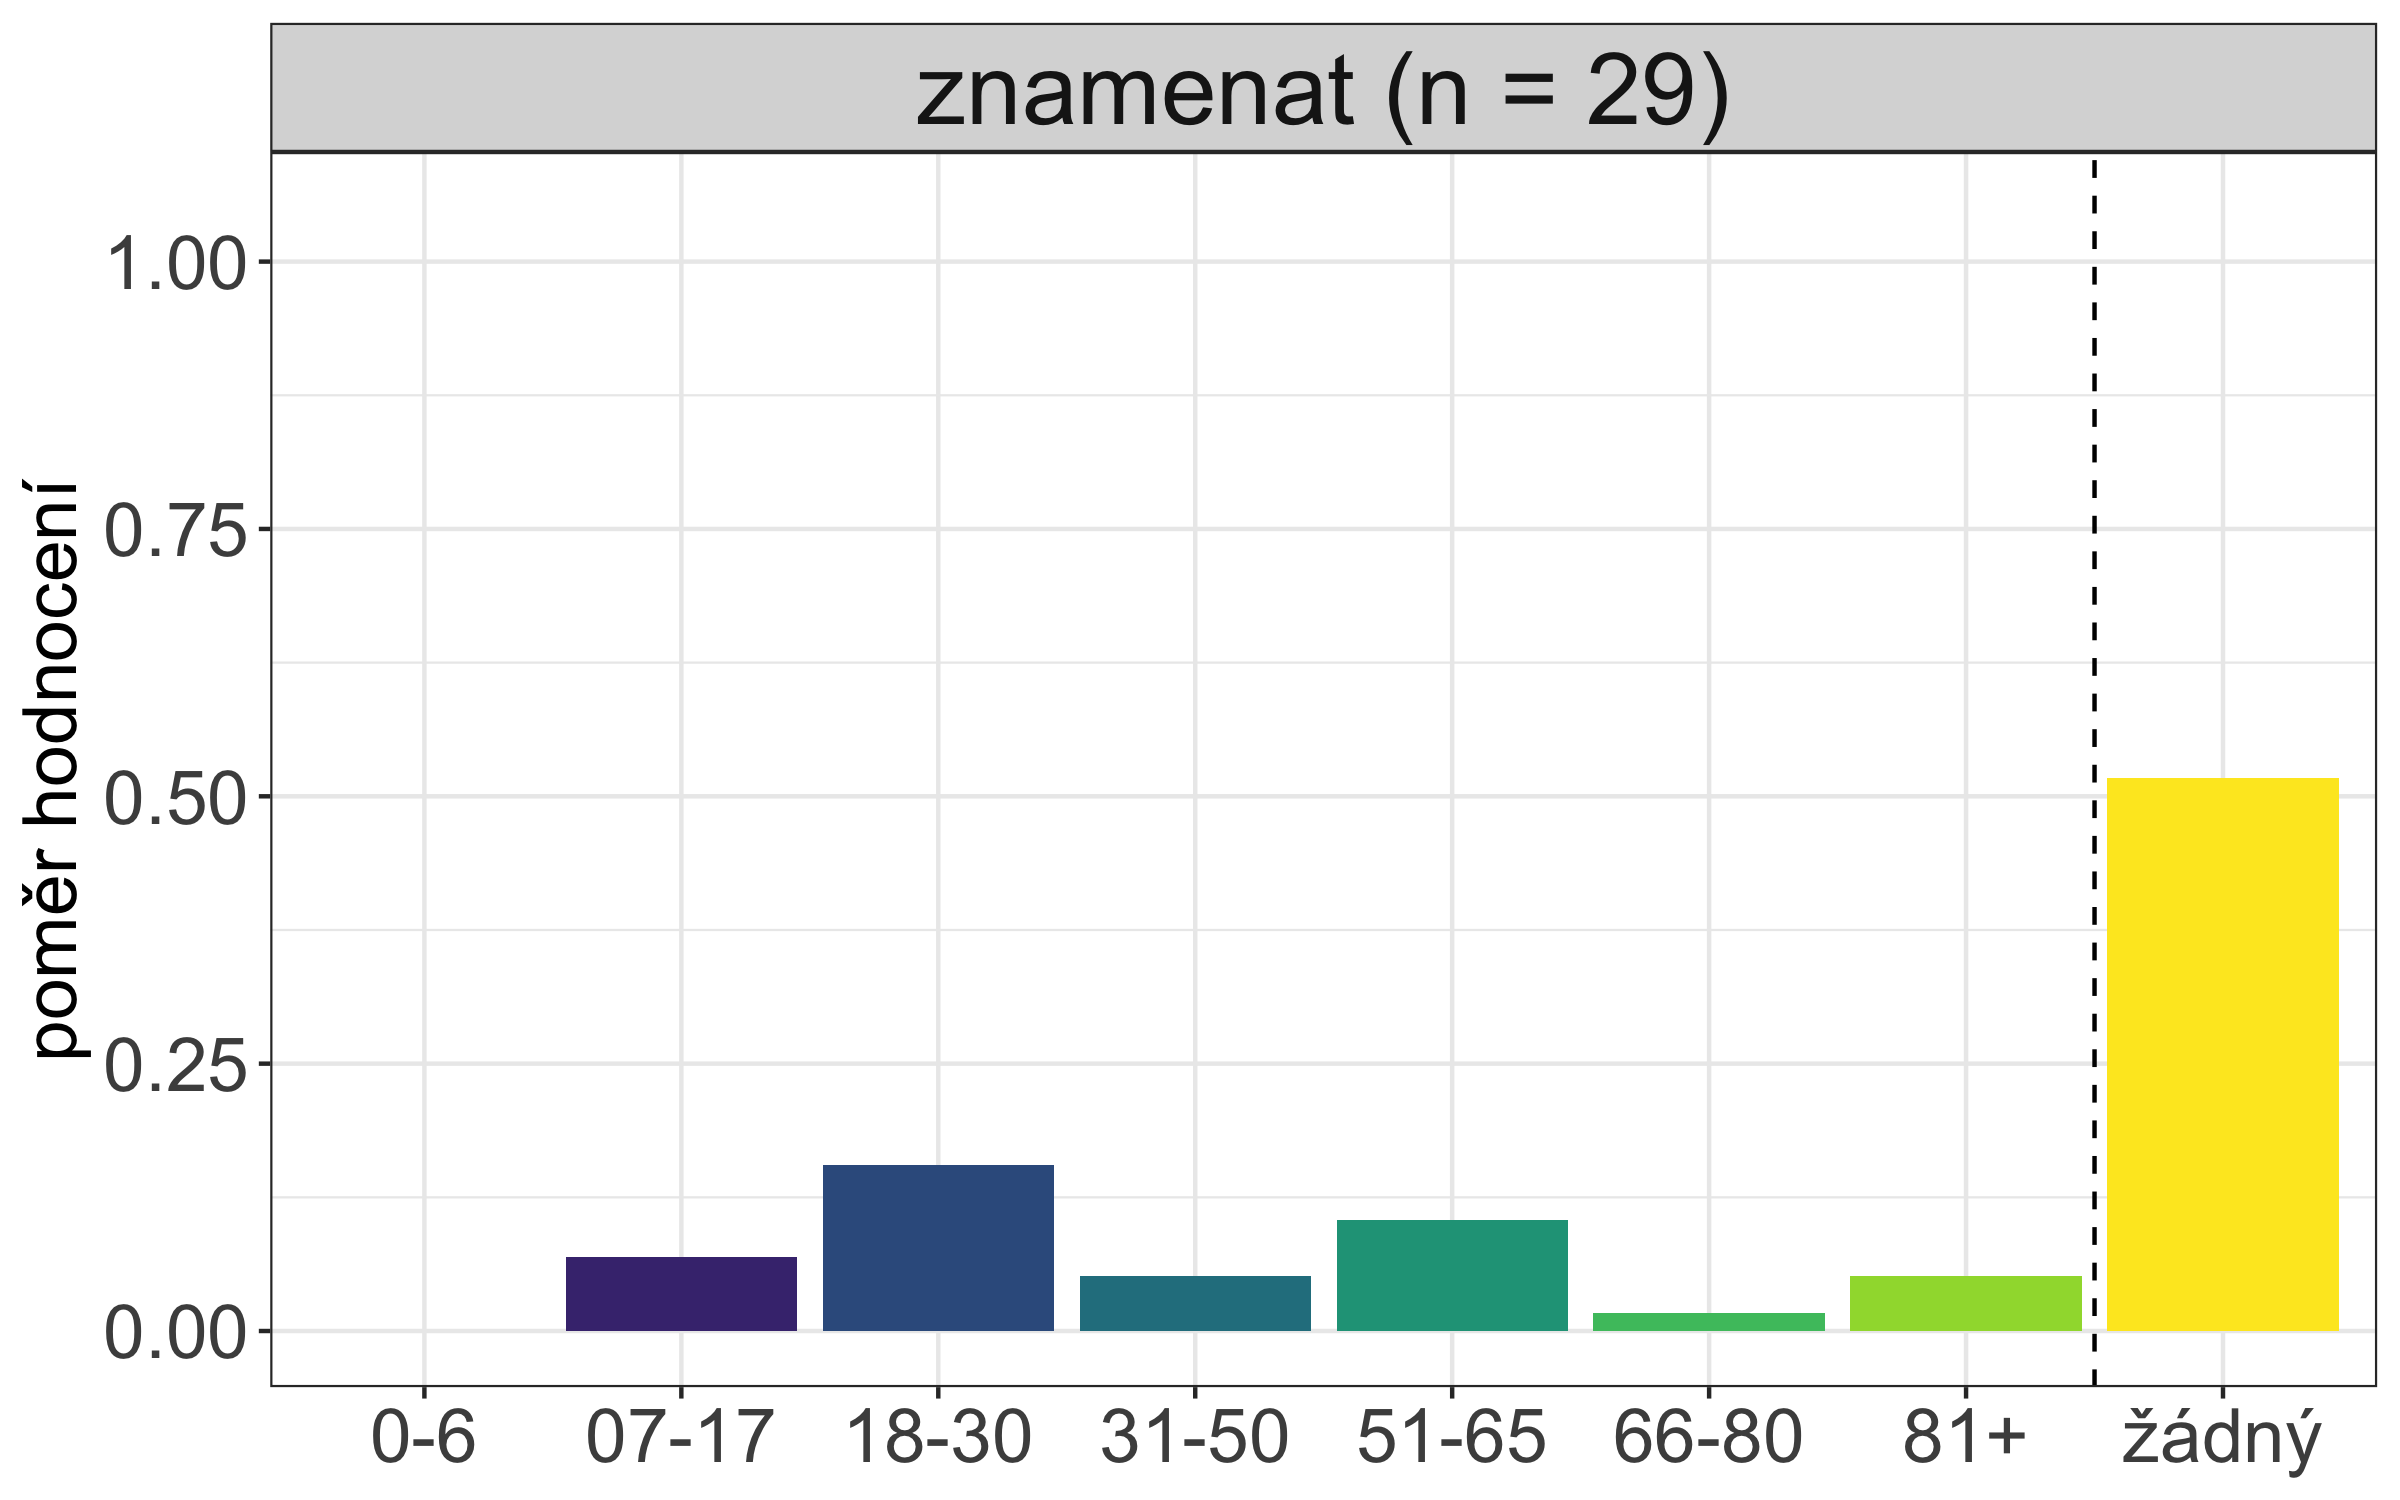 znamenat (n = 29)
poměr hodnocení
1.00
0.75
0.50
0.25
0.00
0-6 07-17 18-30 31-50 51-65 66-80 81+ žádný